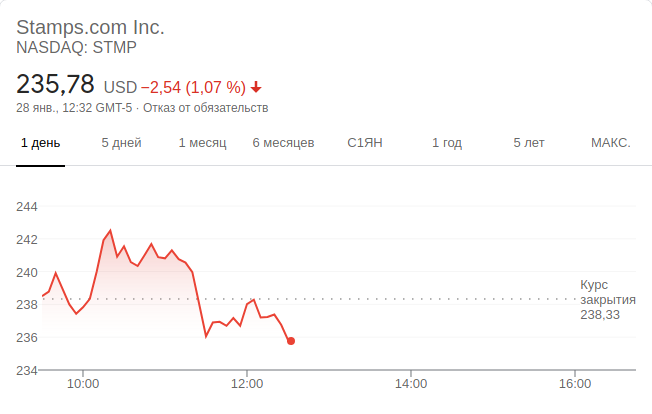 Stamps.com Inc.
NASDAQ: STMP
235,78 USD −2,54 (1,07 %)
28 янв., 12:32 GMT-5 · Отказ от обязательств
1 день 5 дней 1 месяц 6 месяцев С1ЯН 1 год 5 лет МАКС.
244
242
240
238
236
234
Курс
закрытия
238,33
10:00 12:00 14:00 16:00